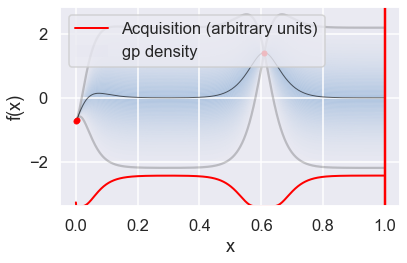 Acquisition (arbitrary units)
gp density
f(x)
2
0
−2
0.0 0.2 0.4 0.6 0.8 1.0
x